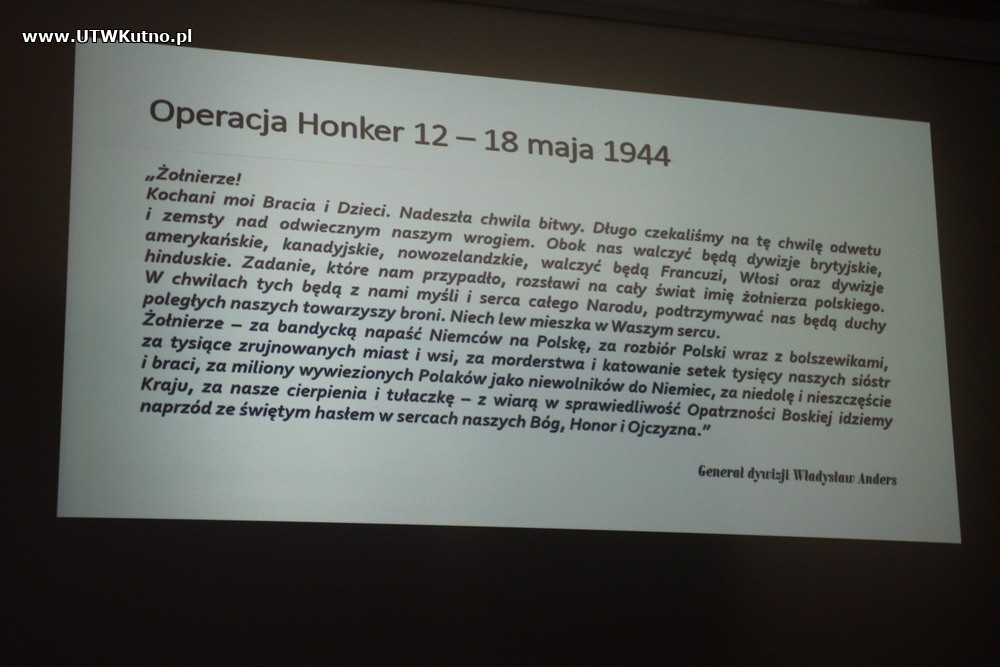 www.UTWKutno.pl
Operacja Honker 12 – 18 maja 1944
„Żołnierze!
Kochani moi Bracia i Dzieci. Nadeszła chwila bitwy. Długo czekaliśmy na tę chwilę odwetu
i zemsty nad odwiecznym naszym wrogiem. Obok nas walczyć będą dywizje brytyjskie,
amerykańskie, kanadyjskie, nowozelandzkie, walczyć będą Francuzi, Włosi oraz dywizje
hinduskie. Zadanie, które nam przypadło, rozsławi na cały świat imię żołnierza polskiego.
W chwilach tych będą z nami myśli i serca całego Narodu, podtrzymywać nas będą duchy
poległych naszych towarzyszy broni. Niech lew mieszka w Waszym sercu.
Żołnierze – za bandycką napaść Niemców na Polskę, za rozbiór Polski wraz z bolszewikami,
za tysiące zrujnowanych miast i wsi, za morderstwa i katowanie setek tysięcy naszych sióstr
i braci, za miliony wywiezionych Polaków jako niewolników do Niemiec, za niedolę i nieszczęście
Kraju, za nasze cierpienia i tułaczkę – z wiarą w sprawiedliwość Opatrzności Boskiej idziemy
naprzód ze świętym hasłem w sercach naszych Bóg, Honor i Ojczyzna.”
Generał dywizji Władysław Anders